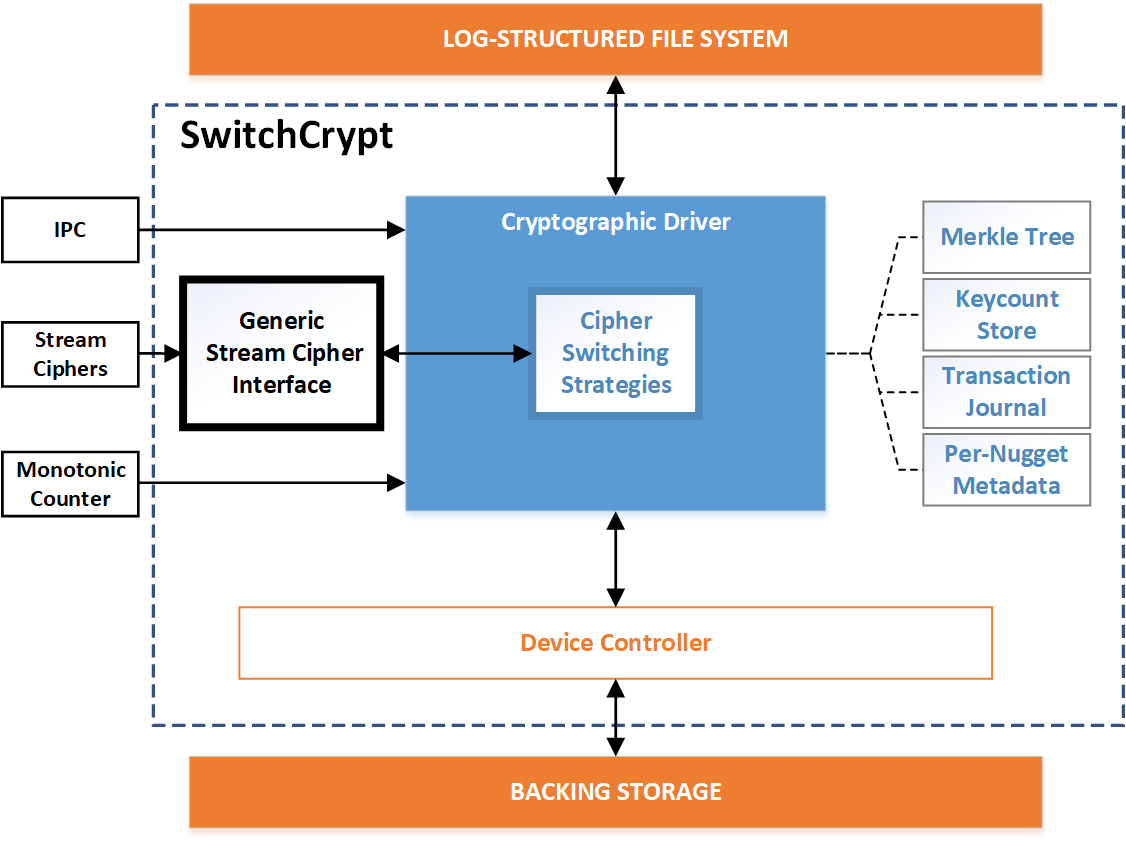 LOG-STRUCTURED FILE SYSTEM
SwitchCrypt
IPC
Stream
Ciphers
Monotonic
Counter
Generic
Stream Cipher
Interface
Cryptographic Driver
Cipher
Switching
Strategies
Merkle Tree
Keycount
Store
Transaction
Journal
Per-Nugget
Metadata
Device Controller
BACKING STORAGE